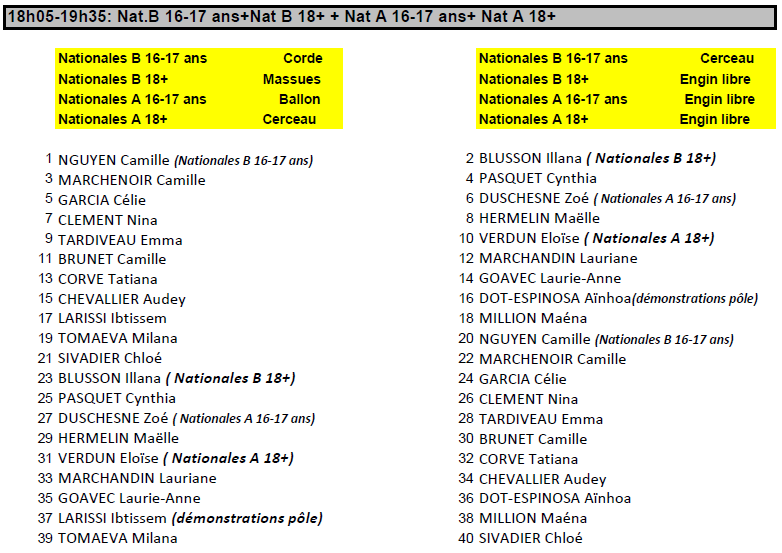 18h05-19h35: Nat.B 16-17 ans+Nat B 18+ + Nat A 16-17 ans+ Nat A 18+
Nationales B 16-17 ans Corde
Nationales B 18+ Massues
Nationales A 16-17 ans Ballon
Nationales A 18+ Cerceau
1 NGUYEN Camille (Nationales B 16-17 ans)
3 MARCHENOIR Camille
5 GARCIA Célie
7 CLEMENT Nina
9 TARDIVEAU Emma
11 BRUNET Camille
13 CORVE Tatiana
15 CHEVALLIER Audey
17 LARISSI Ibtissem
19 TOMAEVA Milana
21 SIVADIER Chloé
23 BLUSSON Illana ( Nationales B 18+)
25 PASQUET Cynthia
27 DUSCHESNE Zoé ( Nationales A 16-17 ans)
29 HERMELIN Maëlle
31 VERDUN Eloïse ( Nationales A 18+)
33 MARCHANDIN Lauriane
35 GOAVEC Laurie-Anne
37 LARISSI Ibtissem (démonstrations pôle)
39 TOMAEVA Milana
Nationales B 16-17 ans Cerceau
Nationales B 18+ Engin libre
Nationales A 16-17 ans Engin libre
Nationales A 18+ Engin libre
2 BLUSSON Illana ( Nationales B 18+)
4 PASQUET Cynthia
6 DUSCHESNE Zoé ( Nationales A 16-17 ans)
8 HERMELIN Maëlle
10 VERDUN Eloïse ( Nationales A 18+)
12 MARCHANDIN Lauriane
14 GOAVEC Laurie-Anne
16 DOT-ESPINOSA Aïnhoa(démonstrations pôle)
18 MILLION Maéna
20 NGUYEN Camille (Nationales B 16-17 ans)
22 MARCHENOIR Camille
24 GARCIA Célie
26 CLEMENT Nina
28 TARDIVEAU Emma
30 BRUNET Camille
32 CORVE Tatiana
34 CHEVALLIER Audey
36 DOT-ESPINOSA Aïnhoa
38 MILLION Maéna
40 SIVADIER Chloé